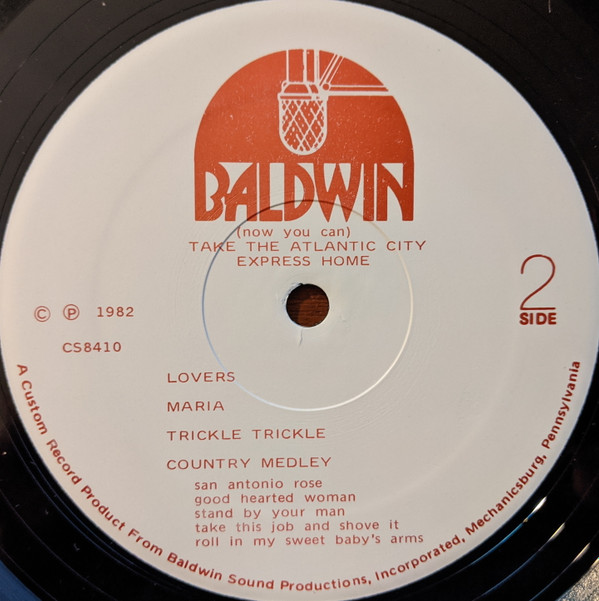 BALDWIN
(now you can)
TAKE THE ATLANTIC CITY
EXPRESS HOME
2
SIDE
© ℗ 1982
CS8410
LOVERS
MARIA
TRICKLE TRICKLE
COUNTRY MEDLEY
san antonio rose
good hearted woman
stand by your man
take this job and shove it
roll in my sweet baby's arms
A Custom Record Product From Baldwin Sound Productions, Incorporated, Mechanicsburg, Pennsylvania